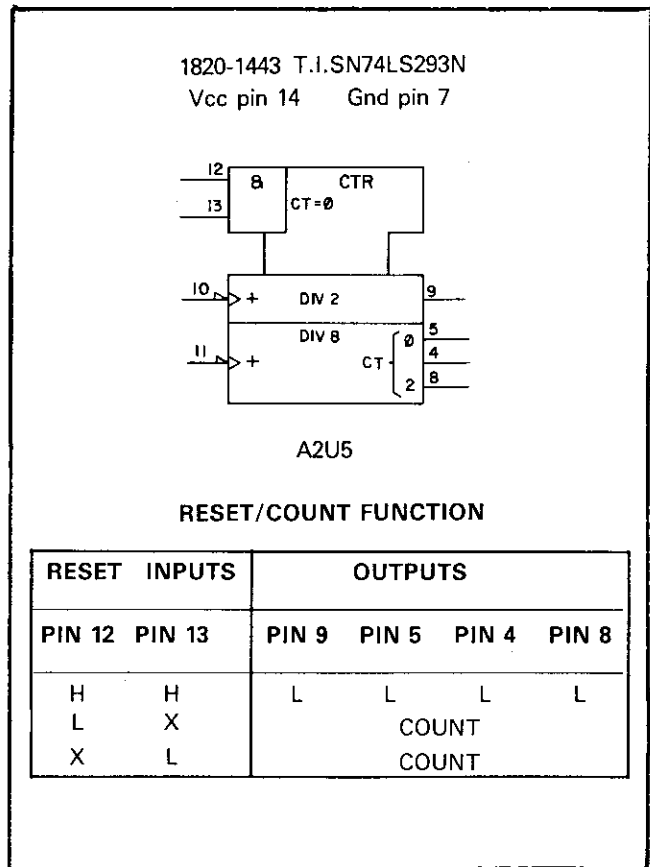 1820-1443 T.I.SN74LS293N
Vcc pin 14 Gnd pin 7
12
13
&
CTR
CT=Ø
10
+
DIV 2
9
11
+
DIV 8
CT
Ø
2
5
4
8
A2U5
RESET/COUNT FUNCTION
RESET INPUTS OUTPUTS
PIN 12 PIN 13 PIN 9 PIN 5 PIN 4 PIN 8
H H L L L L
L X COUNT
X L COUNT